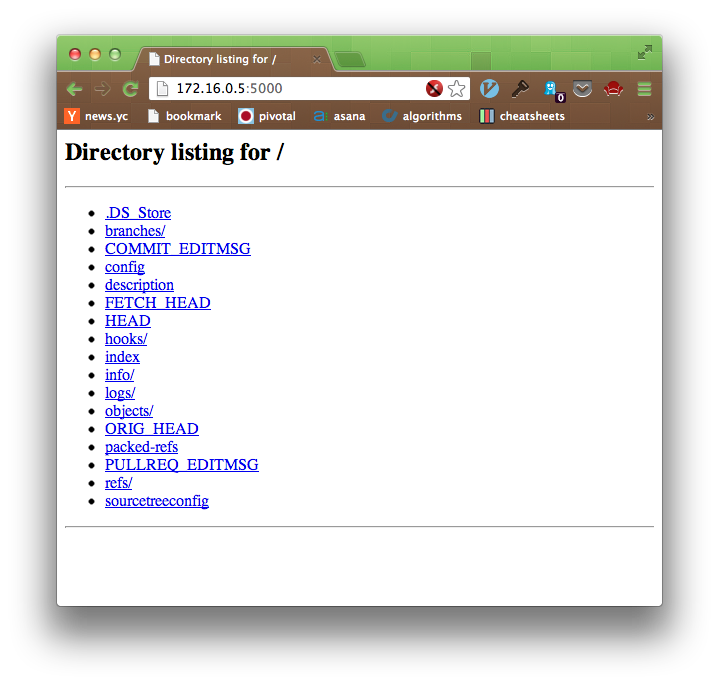 Directory listing for /
172.16.0.5:5000
0
news.yc bookmark pivotal asana algorithms cheatsheets »
Directory listing for /
.DS_Store
branches/
COMMIT_EDITMSG
config
description
FETCH_HEAD
HEAD
hooks/
index
info/
logs/
objects/
ORIG_HEAD
packed-refs
PULLREQ_EDITMSG
refs/
sourcetreeconfig